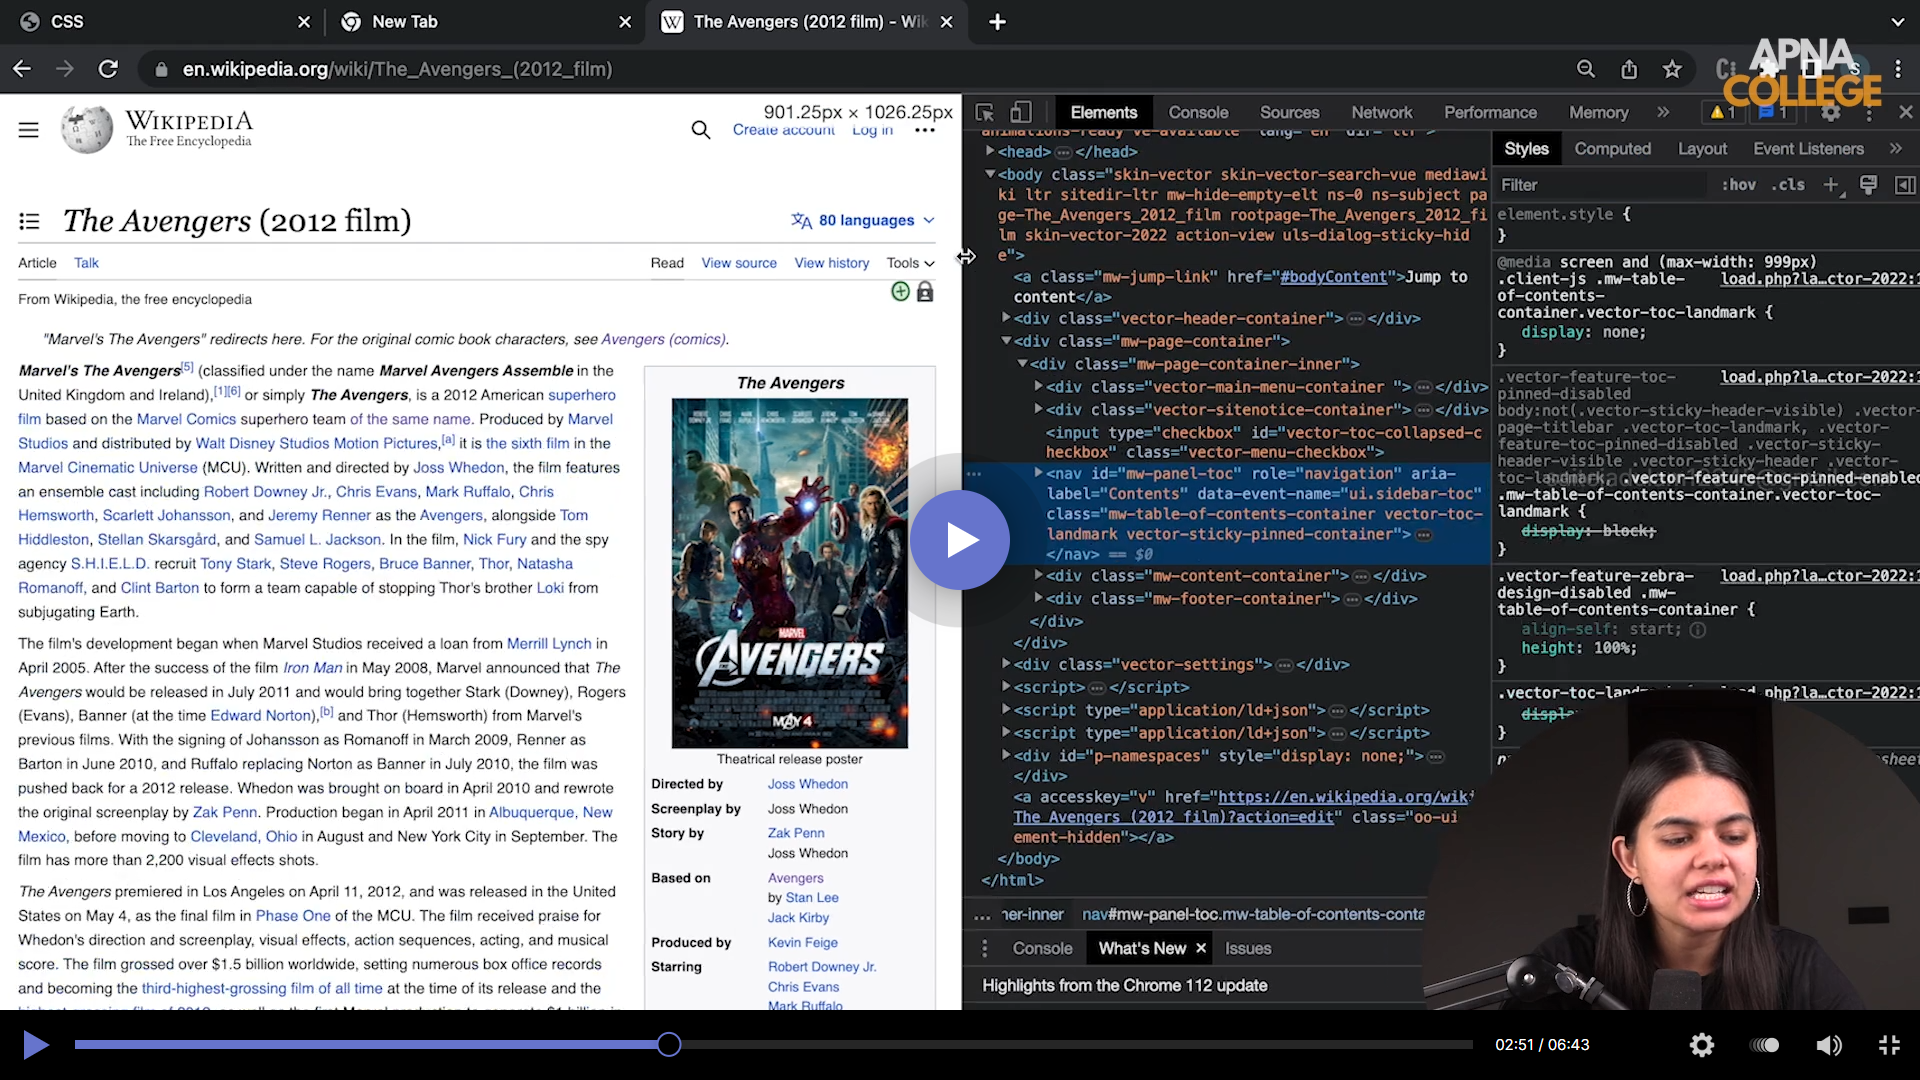 CSS
New Tab
The Avengers (2012 film) - Wik
en.wikipedia.org/wiki/The_Avengers_(2012_film)
APNA
COLLEGE
WIKIPEDIA
The Free Encyclopedia
901.25px × 1026.25px
Create account Log in
The Avengers (2012 film)
80 languages
Article Talk Read View source View history Tools
From Wikipedia, the free encyclopedia
"Marvel's The Avengers" redirects here. For the original comic book characters, see Avengers (comics).
Marvel's The Avengers[5] (classified under the name Marvel Avengers Assemble in the
United Kingdom and Ireland),[1][6] or simply The Avengers, is a 2012 American superhero
film based on the Marvel Comics superhero team of the same name. Produced by Marvel
Studios and distributed by Walt Disney Studios Motion Pictures,[a] it is the sixth film in the
Marvel Cinematic Universe (MCU). Written and directed by Joss Whedon, the film features
an ensemble cast including Robert Downey Jr., Chris Evans, Mark Ruffalo, Chris
Hemsworth, Scarlett Johansson, and Jeremy Renner as the Avengers, alongside Tom
Hiddleston, Stellan Skarsgård, and Samuel L. Jackson. In the film, Nick Fury and the spy
agency S.H.I.E.L.D. recruit Tony Stark, Steve Rogers, Bruce Banner, Thor, Natasha
Romanoff, and Clint Barton to form a team capable of stopping Thor's brother Loki from
subjugating Earth.
The film's development began when Marvel Studios received a loan from Merrill Lynch in
April 2005. After the success of the film Iron Man in May 2008, Marvel announced that The
Avengers would be released in July 2011 and would bring together Stark (Downey), Rogers
(Evans), Banner (at the time Edward Norton),[b] and Thor (Hemsworth) from Marvel's
previous films. With the signing of Johansson as Romanoff in March 2009, Renner as
Barton in June 2010, and Ruffalo replacing Norton as Banner in July 2010, the film was
pushed back for a 2012 release. Whedon was brought on board in April 2010 and rewrote
the original screenplay by Zak Penn. Production began in April 2011 in Albuquerque, New
Mexico, before moving to Cleveland, Ohio in August and New York City in September. The
film has more than 2,200 visual effects shots.
The Avengers premiered in Los Angeles on April 11, 2012, and was released in the United
States on May 4, as the final film in Phase One of the MCU. The film received praise for
Whedon's direction and screenplay, visual effects, action sequences, acting, and musical
score. The film grossed over $1.5 billion worldwide, setting numerous box office records
and becoming the third-highest-grossing film of all time at the time of its release and the
The Avengers
MARVEL
AVENGERS
MAY 4
Theatrical release poster
Directed by Joss Whedon
Screenplay by Joss Whedon
Story by Zak Penn
Joss Whedon
Based on Avengers
by Stan Lee
Jack Kirby
Produced by Kevin Feige
Starring Robert Downey Jr.
Chris Evans
Mark Ruffalo
Elements Console Sources Network Performance Memory » 1 1
animations-ready ve-available" lang="en" dir="ltr">
<head> … </head>
<body class="skin-vector skin-vector-search-vue mediawi
ki ltr sitedir-ltr mw-hide-empty-elt ns-0 ns-subject pa
ge-The_Avengers_2012_film rootpage-The_Avengers_2012_fi
lm skin-vector-2022 action-view uls-dialog-sticky-hid
e">
<a class="mw-jump-link" href="#bodyContent">Jump to
content</a>
<div class="vector-header-container"> … </div>
<div class="mw-page-container">
<div class="mw-page-container-inner">
<div class="vector-main-menu-container "> … </div>
<div class="vector-sitenotice-container"> … </div>
<input type="checkbox" id="vector-toc-collapsed-c
heckbox" class="vector-menu-checkbox">
<nav id="mw-panel-toc" role="navigation" aria-
label="Contents" data-event-name="ui.sidebar-toc"
class="mw-table-of-contents-container vector-toc-
landmark vector-sticky-pinned-container"> …
</nav> == $0
<div class="mw-content-container"> … </div>
<div class="mw-footer-container"> … </div>
</div>
</div>
<div class="vector-settings"> … </div>
<script> … </script>
<script type="application/ld+json"> … </script>
<script type="application/ld+json"> … </script>
<div id="p-namespaces" style="display: none;"> …
</div>
<a accesskey="v" href="https://en.wikipedia.org/wiki
The_Avengers_(2012_film)?action=edit" class="oo-ui
ement-hidden"></a>
</body>
</html>
... ner-inner nav#mw-panel-toc.mw-table-of-contents-conta
Console What's New × Issues
Highlights from the Chrome 112 update
Styles Computed Layout Event Listeners »
Filter :hov .cls +
element.style {
}
@media screen and (max-width: 999px)
.client-js .mw-table- load.php?la…ctor-2022:1
of-contents-
container.vector-toc-landmark {
display: none;
}
.vector-feature-toc- load.php?la…ctor-2022:1
pinned-disabled
body:not(.vector-sticky-header-visible) .vector-
page-titlebar .vector-toc-landmark, .vector-
feature-toc-pinned-disabled .vector-sticky-
header-visible .vector-sticky-header .vector-
toc-landmark, .vector-feature-toc-pinned-enabled
.mw-table-of-contents-container.vector-toc-
landmark {
display: block;
}
.vector-feature-zebra- load.php?la…ctor-2022:1
design-disabled .mw-
table-of-contents-container {
align-self: start;
height: 100%;
}
.vector-toc-land php?la…ctor-2022:1
displa
}
02:51 / 06:43